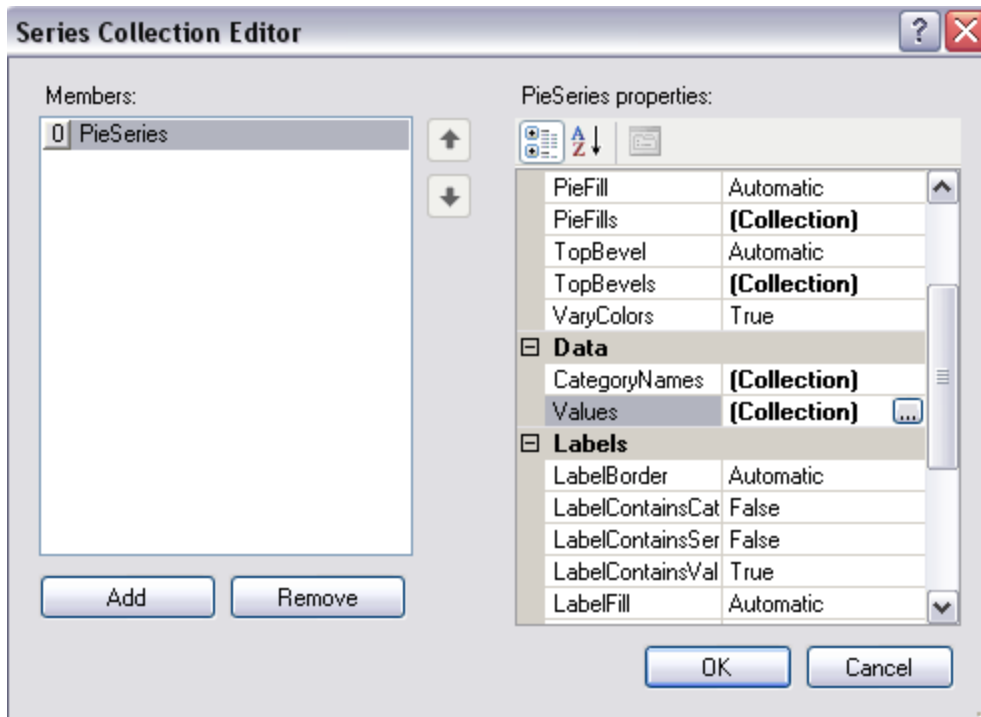 Series Collection Editor
Members:
0 PieSeries
Add Remove
PieSeries properties:
PieFill Automatic
PieFills (Collection)
TopBevel Automatic
TopBevels (Collection)
VaryColors True
Data
CategoryNames (Collection)
Values (Collection) ...
Labels
LabelBorder Automatic
LabelContainsCat False
LabelContainsSer False
LabelContainsVal True
LabelFill Automatic
OK Cancel